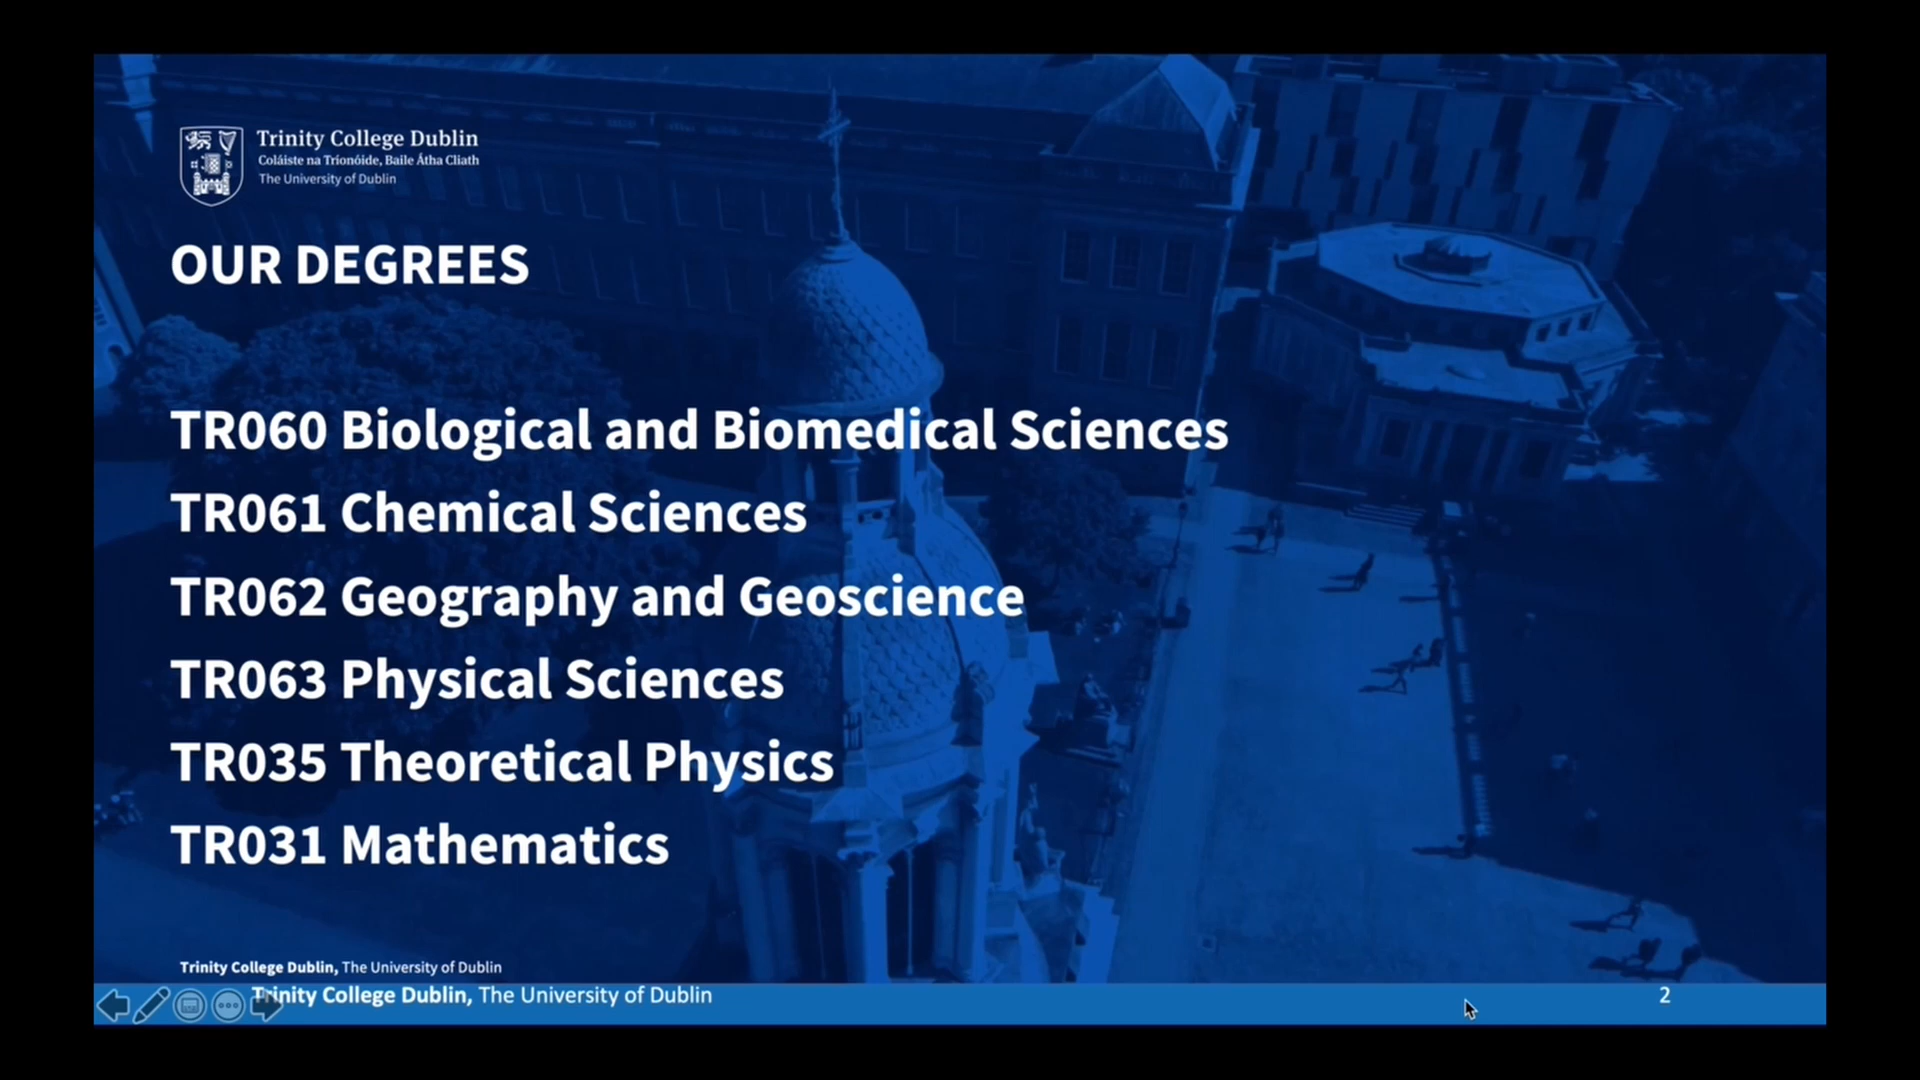 Trinity College Dublin
Coláiste na Tríonóide, Baile Átha Cliath
The University of Dublin
OUR DEGREES
TR060 Biological and Biomedical Sciences
TR061 Chemical Sciences
TR062 Geography and Geoscience
TR063 Physical Sciences
TR035 Theoretical Physics
TR031 Mathematics
Trinity College Dublin, The University of Dublin
Trinity College Dublin, The University of Dublin
2